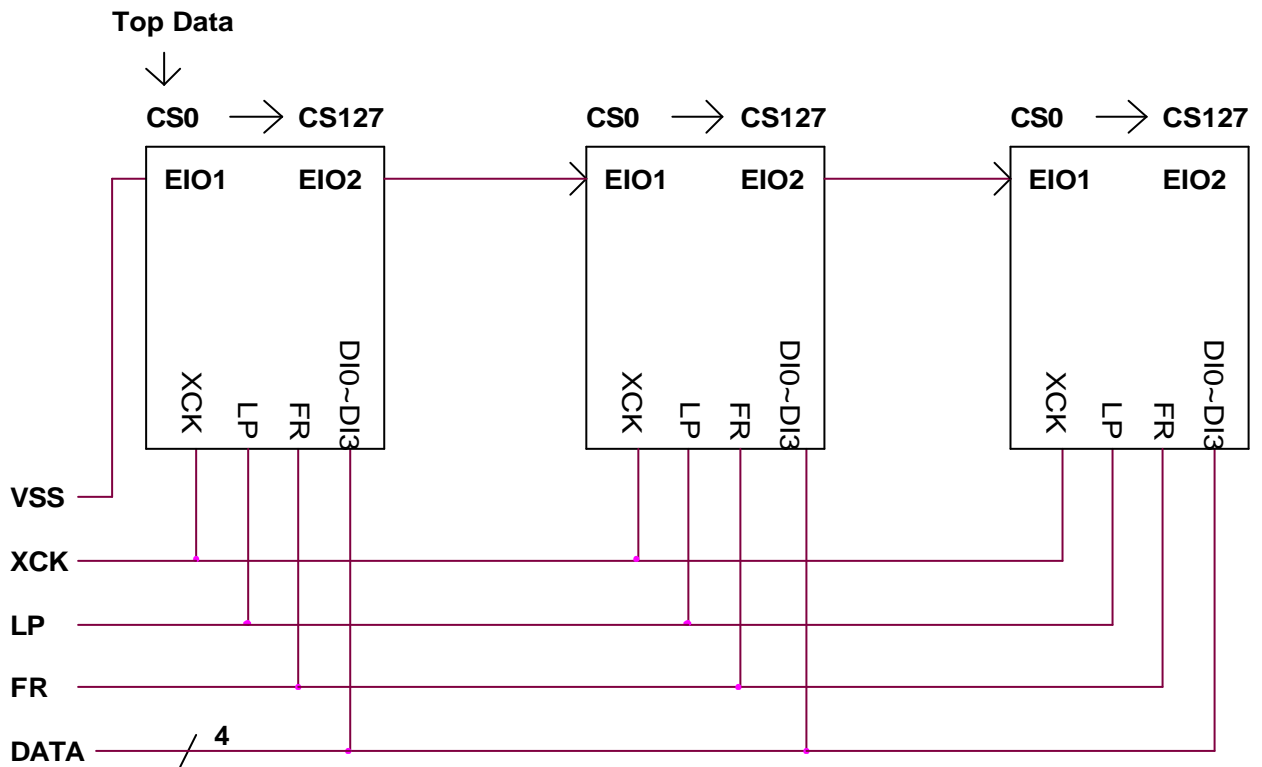 Top Data
CS0 CS127 CS0 CS127 CS0 CS127
EIO1 EIO2 EIO1 EIO2 EIO1 EIO2
XCK LP FR DI0~DI3 XCK LP FR DI0~DI3 XCK LP FR DI0~DI3
VSS
XCK
LP
FR
DATA 4